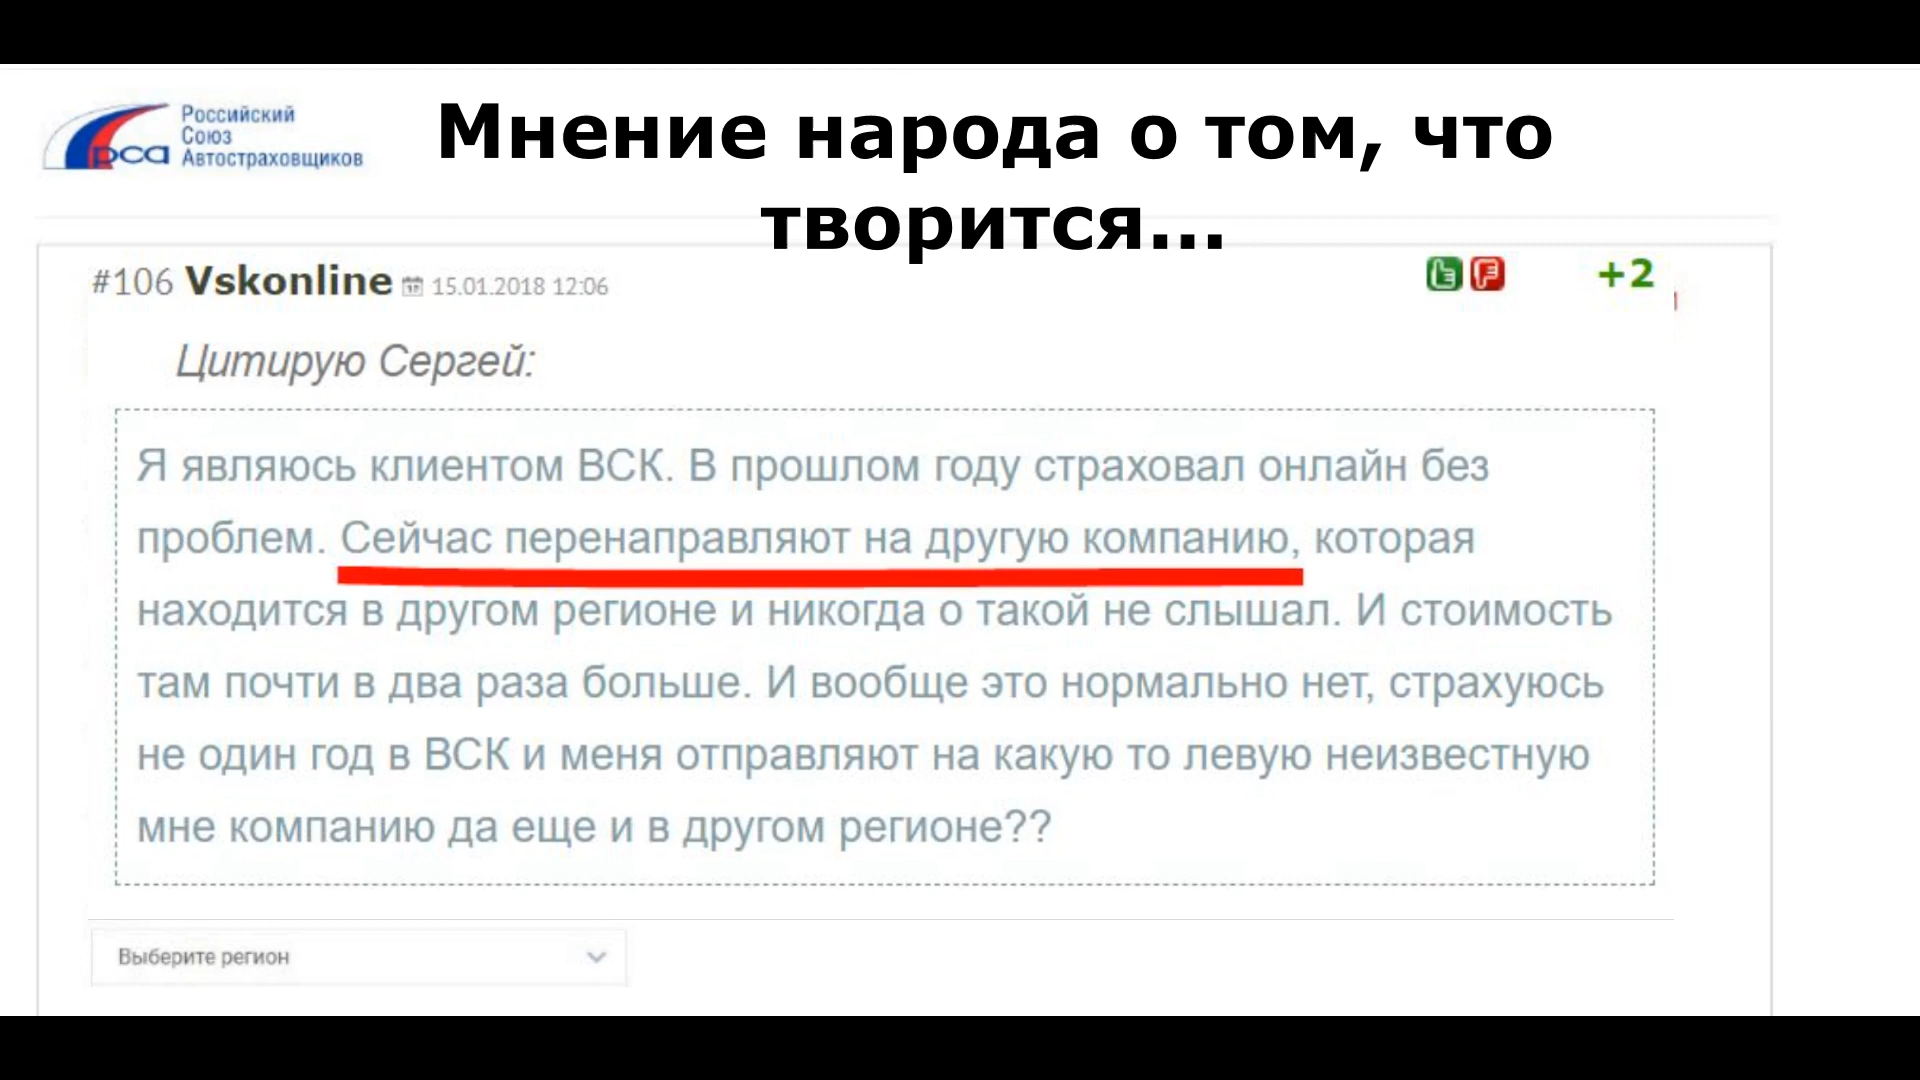 Российский
Союз
Автостраховщиков
рса
Мнение народа о том, что
творится...
#106 Vskonline 15.01.2018 12:06
+2
Цитирую Сергей:
Я являюсь клиентом ВСК. В прошлом году страховал онлайн без
проблем. Сейчас перенаправляют на другую компанию, которая
находится в другом регионе и никогда о такой не слышал. И стоимость
там почти в два раза больше. И вообще это нормально нет, страхуюсь
не один год в ВСК и меня отправляют на какую то левую неизвестную
мне компанию да еще и в другом регионе??
Выберите регион